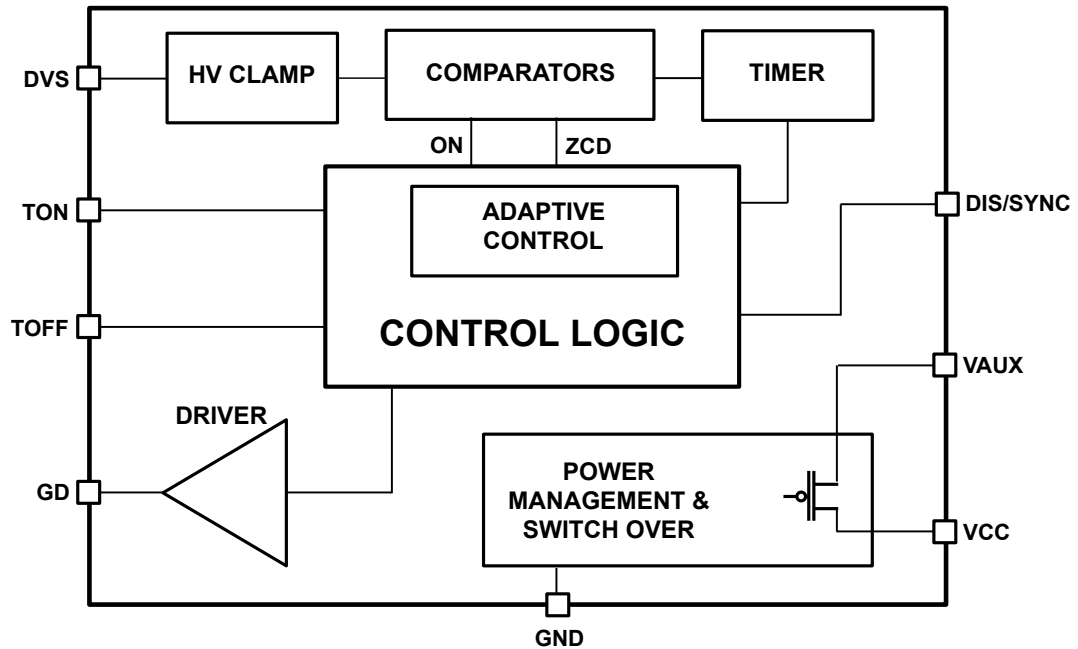 DVS
HV CLAMP
COMPARATORS
TIMER
ON
ZCD
TON
ADAPTIVE
CONTROL
DIS/SYNC
TOFF
CONTROL LOGIC
VAUX
DRIVER
GD
POWER
MANAGEMENT &
SWITCH OVER
VCC
GND